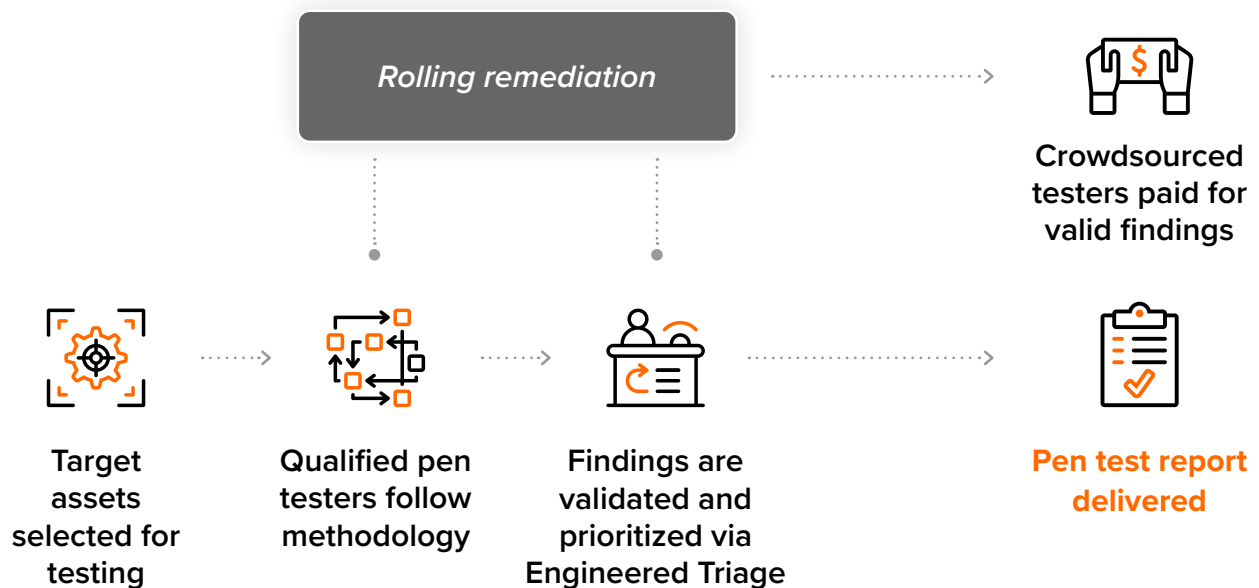 Rolling remediation
$
Crowdsourced
testers paid for
valid findings
Target
assets
selected for
testing
Qualified pen
testers follow
methodology
Findings are
validated and
prioritized via
Engineered Triage
Pen test report
delivered